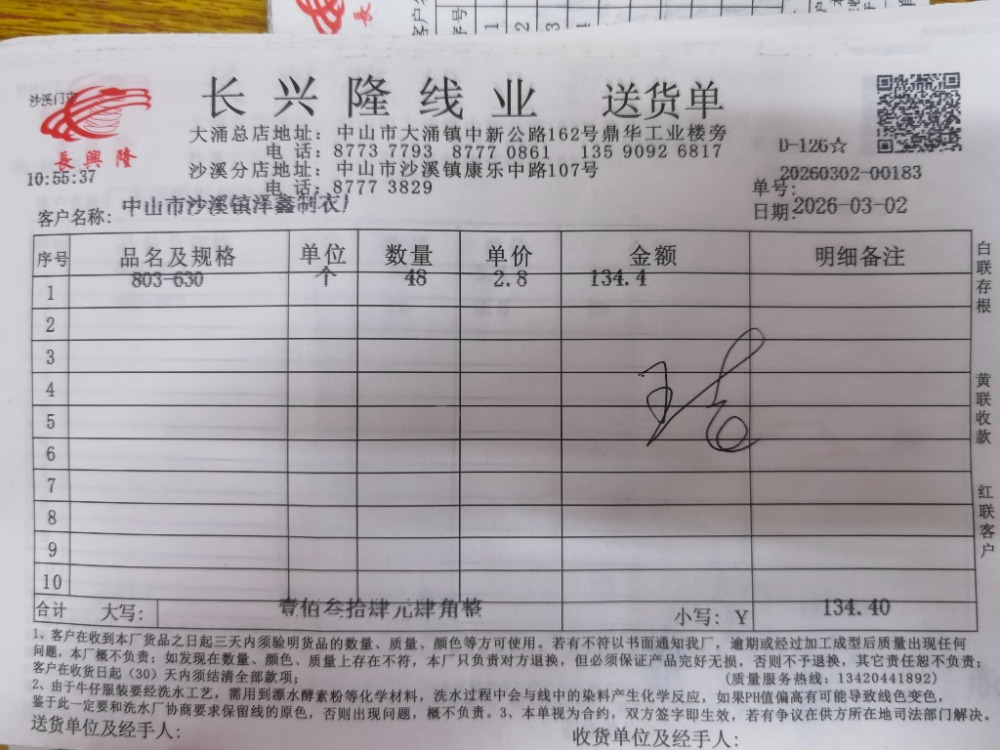 沙溪门市
長興隆
10:55:37
长兴隆线业 送货单
大涌总店地址：中山市大涌镇中新公路162号鼎华工业楼旁
电 话：8773 7793 8777 0861 135 9092 6817
沙溪分店地址：中山市沙溪镇康乐中路107号
电 话：8777 3829
D-126☆
单号：20260302-00183
日期：2026-03-02
客户名称：中山市沙溪镇洋鑫制衣厂
序号 品名及规格 单位 数量 单价 金额 明细备注
1 803-630 个 48 2.8 134.4
2
3
4
5
6
7
8
9
10
合计 大写： 壹佰叁拾肆元肆角整 小写：Y 134.40
白联存根
黄联收款
红联客户
1、客户在收到本厂货品之日起三天内须验明货品的数量、质量、颜色等方可使用。若有不符以书面通知我厂，逾期或经过加工成型后质量出现任何
问题，本厂概不负责；如发现在数量、颜色、质量上存在不符，本厂只负责对方退换，但必须保证产品完好无损，否则不予退换，其它责任恕不负责；
客户在收货日起（30）天内须结清全部款项； （质量服务热线：13420441892）
2、由于牛仔服装要经洗水工艺，需用到漂水酵素粉等化学材料，洗水过程中会与线中的染料产生化学反应，如果PH值偏高有可能导致线色变色，
鉴于此一定要和洗水厂协商要求保留线的原色，否则出现问题，概不负责。3、本单视为合约，双方签字即生效，若有争议在供方所在地司法部门解决。
送货单位及经手人： 收货单位及经手人：